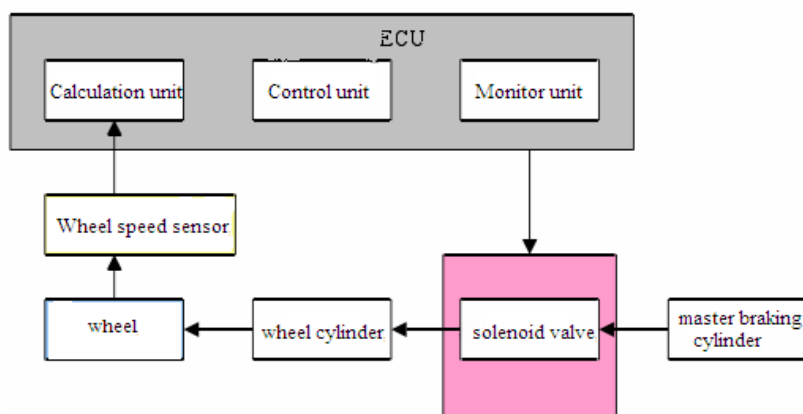 ECU
Calculation unit
Control unit
Monitor unit
Wheel speed sensor
wheel
wheel cylinder
solenoid valve
master braking
cylinder